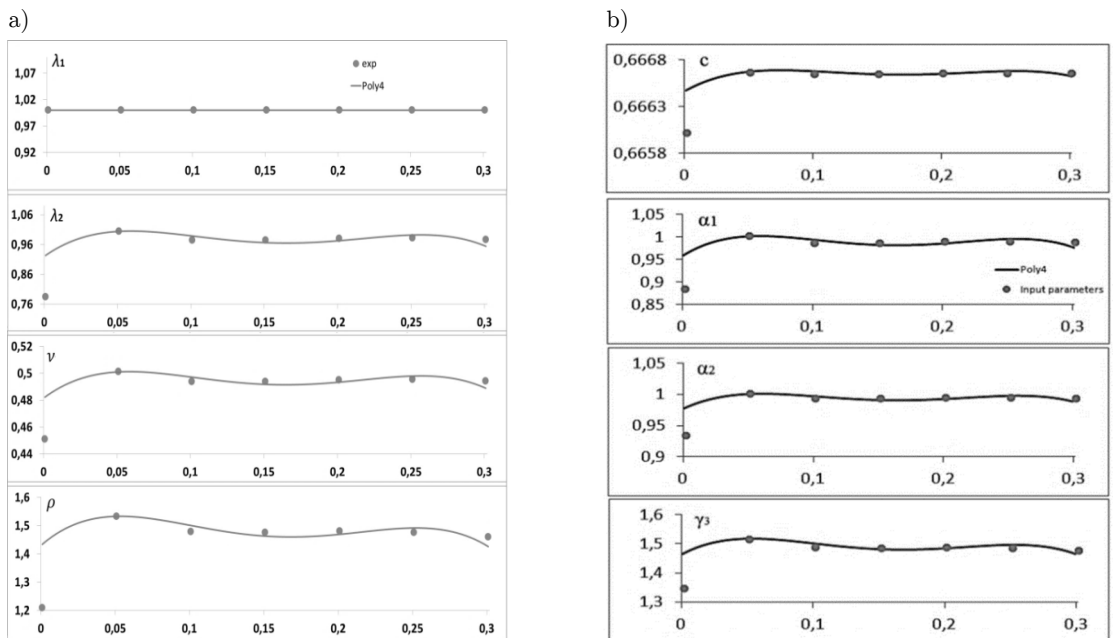 a)
λ1
exp
Poly4
1,07
1,02
0,97
0,92
0 0,05 0,1 0,15 0,2 0,25 0,3
λ2
1,06
0,96
0,86
0,76
0 0,05 0,1 0,15 0,2 0,25 0,3
ν
0,52
0,5
0,48
0,46
0,44
0 0,05 0,1 0,15 0,2 0,25 0,3
ρ
1,6
1,5
1,4
1,3
1,2
0 0,05 0,1 0,15 0,2 0,25 0,3
b)
c
0,6668
0,6663
0,6658
0 0,1 0,2 0,3
α1
1,05
1
0,95
0,9
0,85
Poly4
Input parameters
0 0,1 0,2 0,3
α2
1,05
1
0,95
0,9
0 0,1 0,2 0,3
γ3
1,6
1,5
1,4
1,3
0 0,1 0,2 0,3